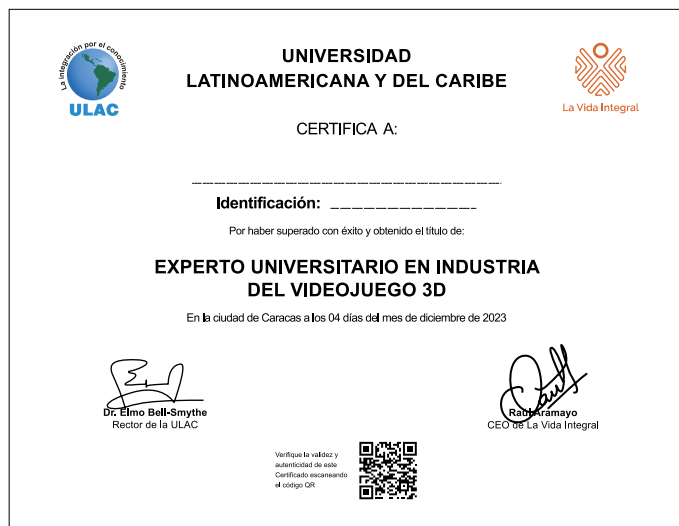 La integración por el conocimiento
ULAC
UNIVERSIDAD
LATINOAMERICANA Y DEL CARIBE
La Vida Integral
CERTIFICA A:
Identificación:
Por haber superado con éxito y obtenido el título de:
EXPERTO UNIVERSITARIO EN INDUSTRIA
DEL VIDEOJUEGO 3D
En la ciudad de Caracas a los 04 días del mes de diciembre de 2023
Dr. Elmo Bell-Smythe
Rector de la ULAC
Raúl Aramayo
CEO de La Vida Integral
Verifique la validez y
autenticidad de este
Certificado escaneando
el código QR